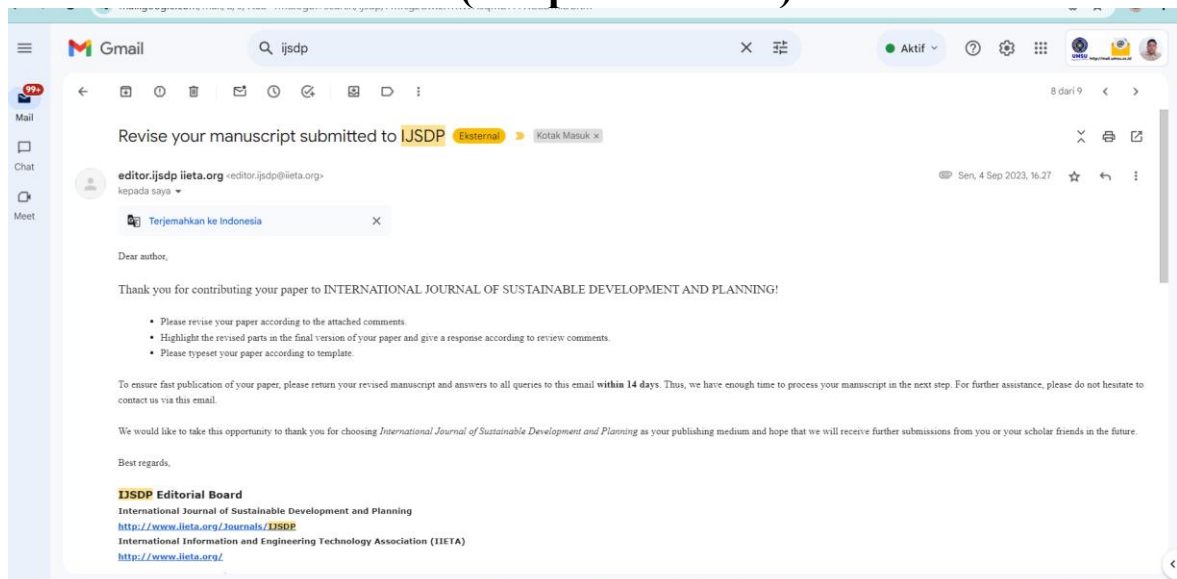 Gmail
ijsdp
Aktif
UMSU
99+
Mail
Chat
Meet
8 dari 9
Revise your manuscript submitted to IJSDP Eksternal Kotak Masuk ×
editor.ijsdp iieta.org <editor.ijsdp@iieta.org>
Sen, 4 Sep 2023, 16.27
kepada saya
Terjemahkan ke Indonesia
Dear author,
Thank you for contributing your paper to INTERNATIONAL JOURNAL OF SUSTAINABLE DEVELOPMENT AND PLANNING!
• Please revise your paper according to the attached comments.
• Highlight the revised parts in the final version of your paper and give a response according to review comments.
• Please typeset your paper according to template.
To ensure fast publication of your paper, please return your revised manuscript and answers to all queries to this email within 14 days. Thus, we have enough time to process your manuscript in the next step. For further assistance, please do not hesitate to
contact us via this email.
We would like to take this opportunity to thank you for choosing International Journal of Sustainable Development and Planning as your publishing medium and hope that we will receive further submissions from you or your scholar friends in the future.
Best regards,
IJSDP Editorial Board
International Journal of Sustainable Development and Planning
http://www.iieta.org/Journals/IJSDP
International Information and Engineering Technology Association (IIETA)
http://www.iieta.org/